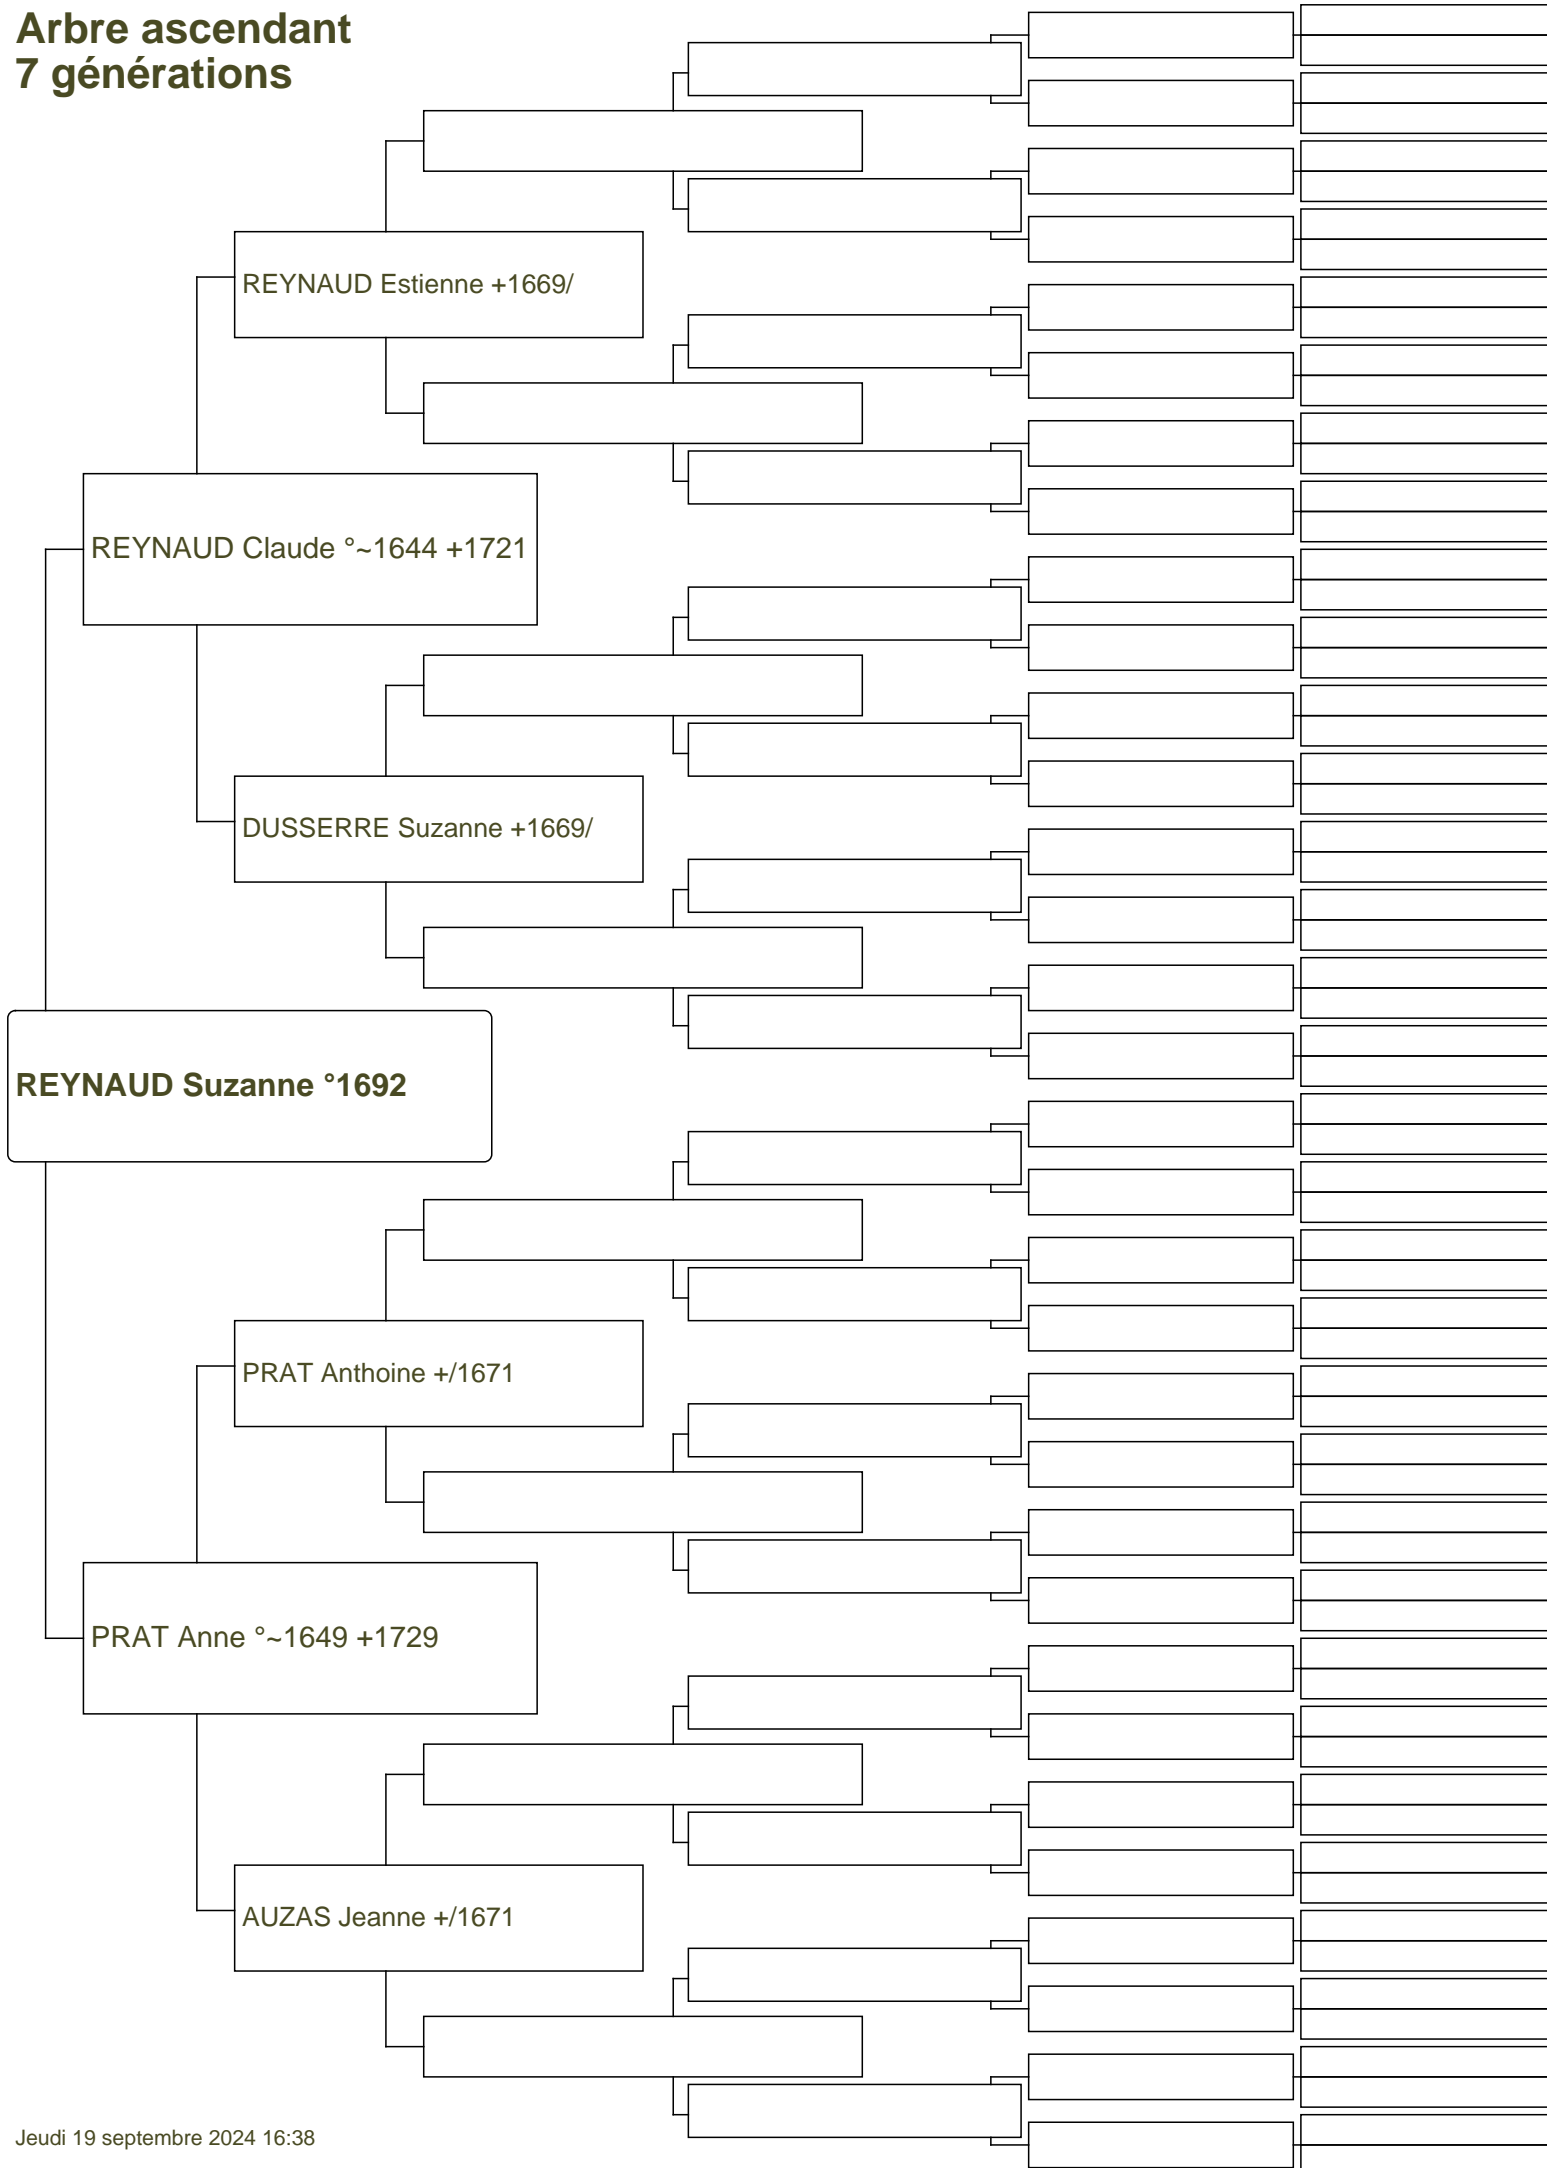 Arbre ascendant
7 générations
REYNAUD Estienne +1669/
REYNAUD Claude °~1644 +1721
DUSSERRE Suzanne +1669/
REYNAUD Suzanne °1692
PRAT Anthoine +/1671
PRAT Anne °~1649 +1729
AUZAS Jeanne +/1671
Jeudi 19 septembre 2024 16:38